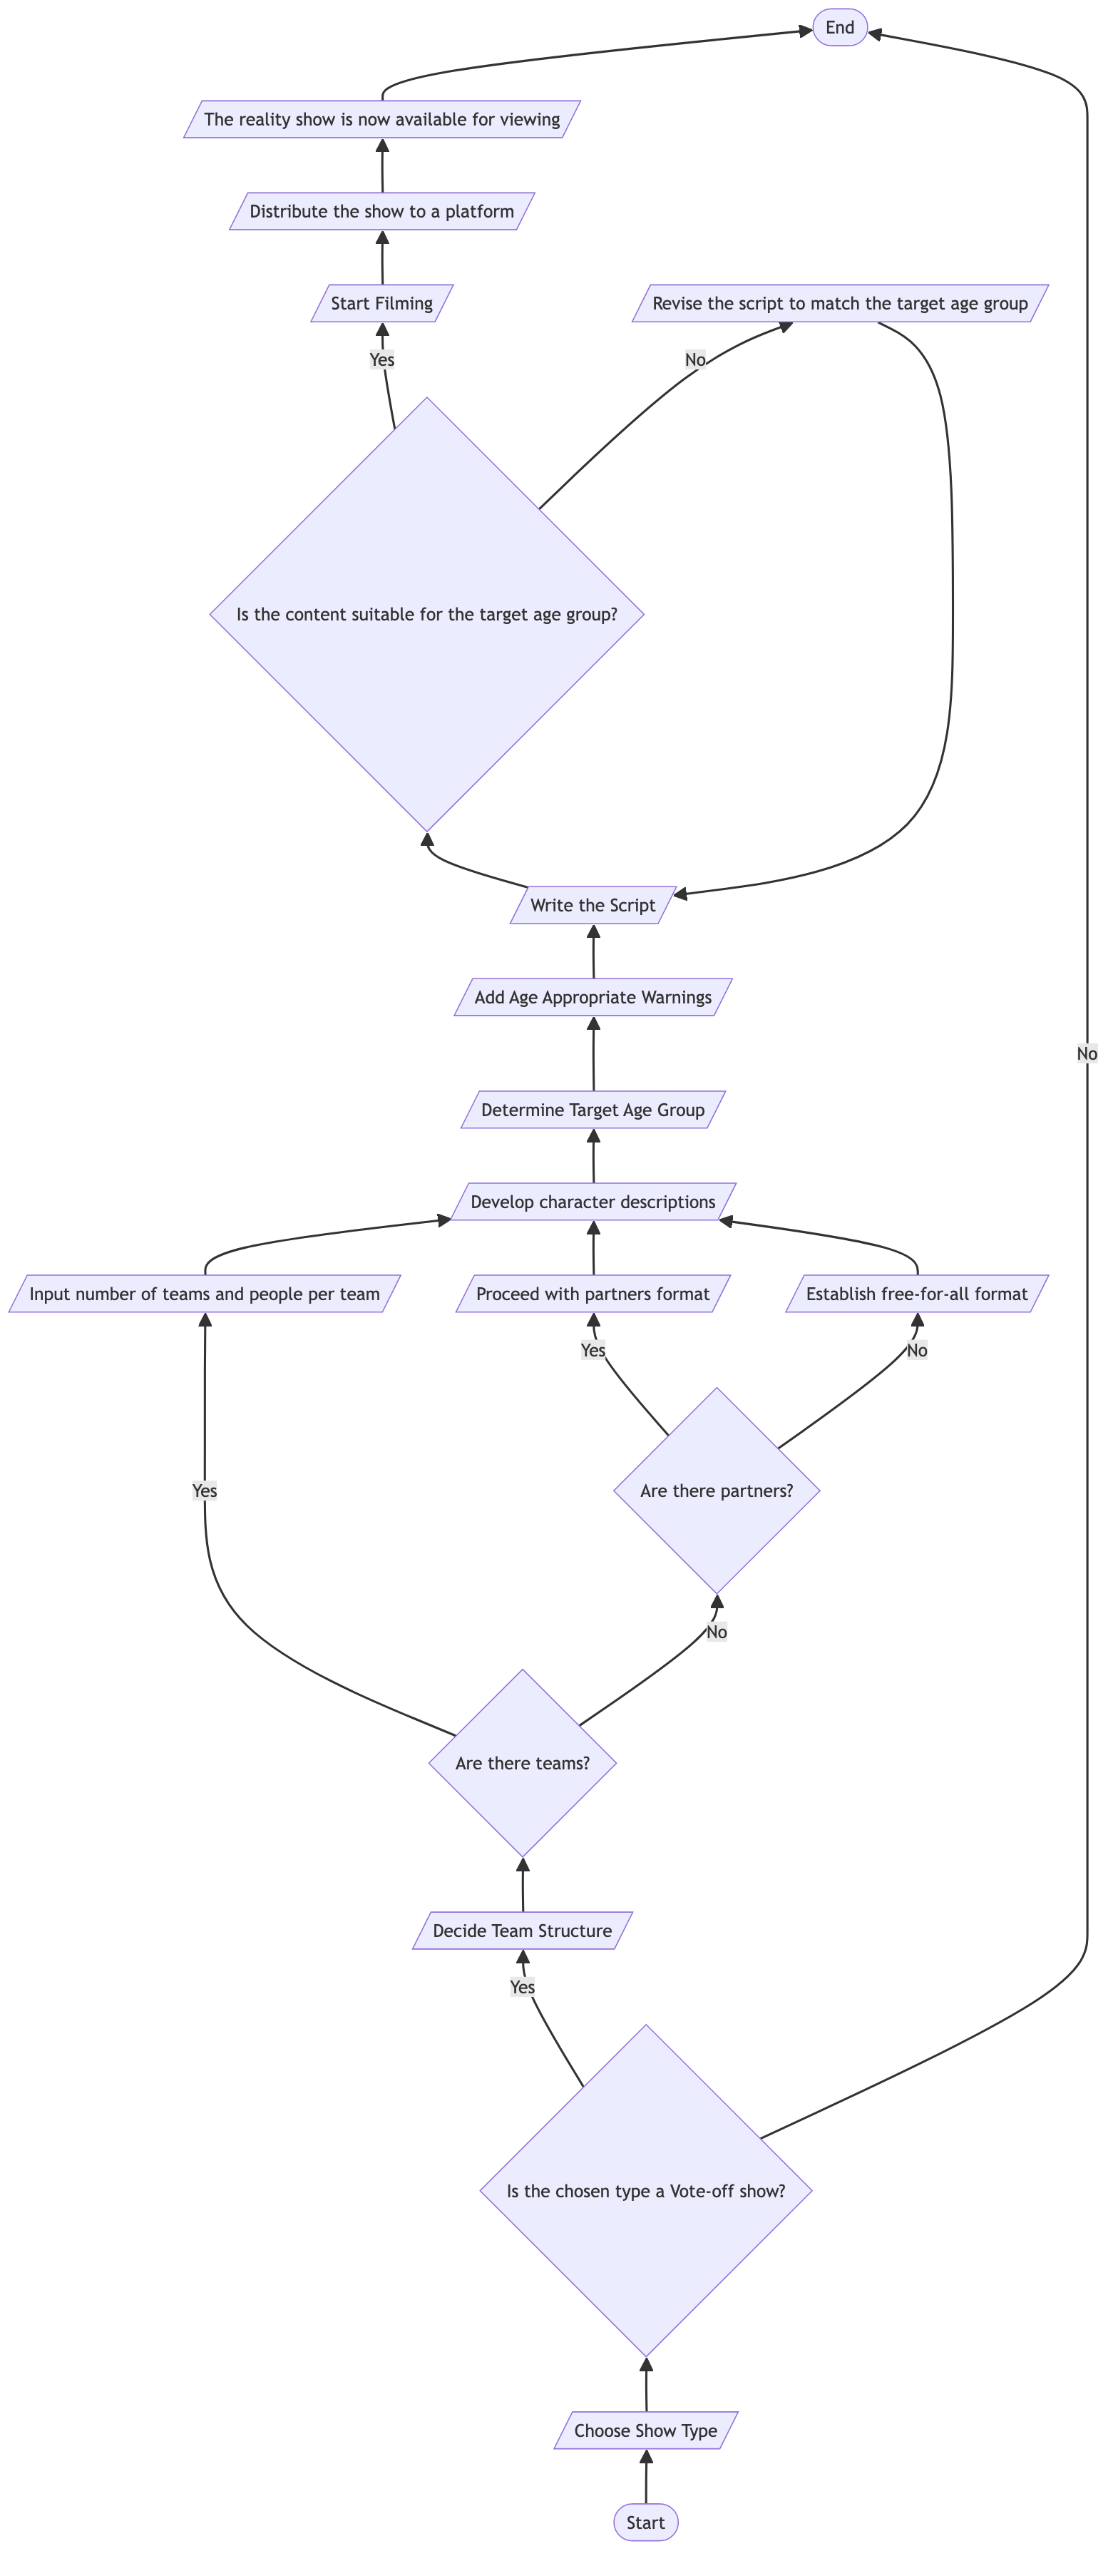 End
The reality show is now available for viewing
Distribute the show to a platform
Start Filming
Revise the script to match the target age group
Yes
No
Is the content suitable for the target age group?
Write the Script
Add Age Appropriate Warnings
No
Determine Target Age Group
Develop character descriptions
Input number of teams and people per team
Proceed with partners format
Establish free-for-all format
Yes
No
Yes
Are there partners?
No
Are there teams?
Decide Team Structure
Yes
Is the chosen type a Vote-off show?
Choose Show Type
Start